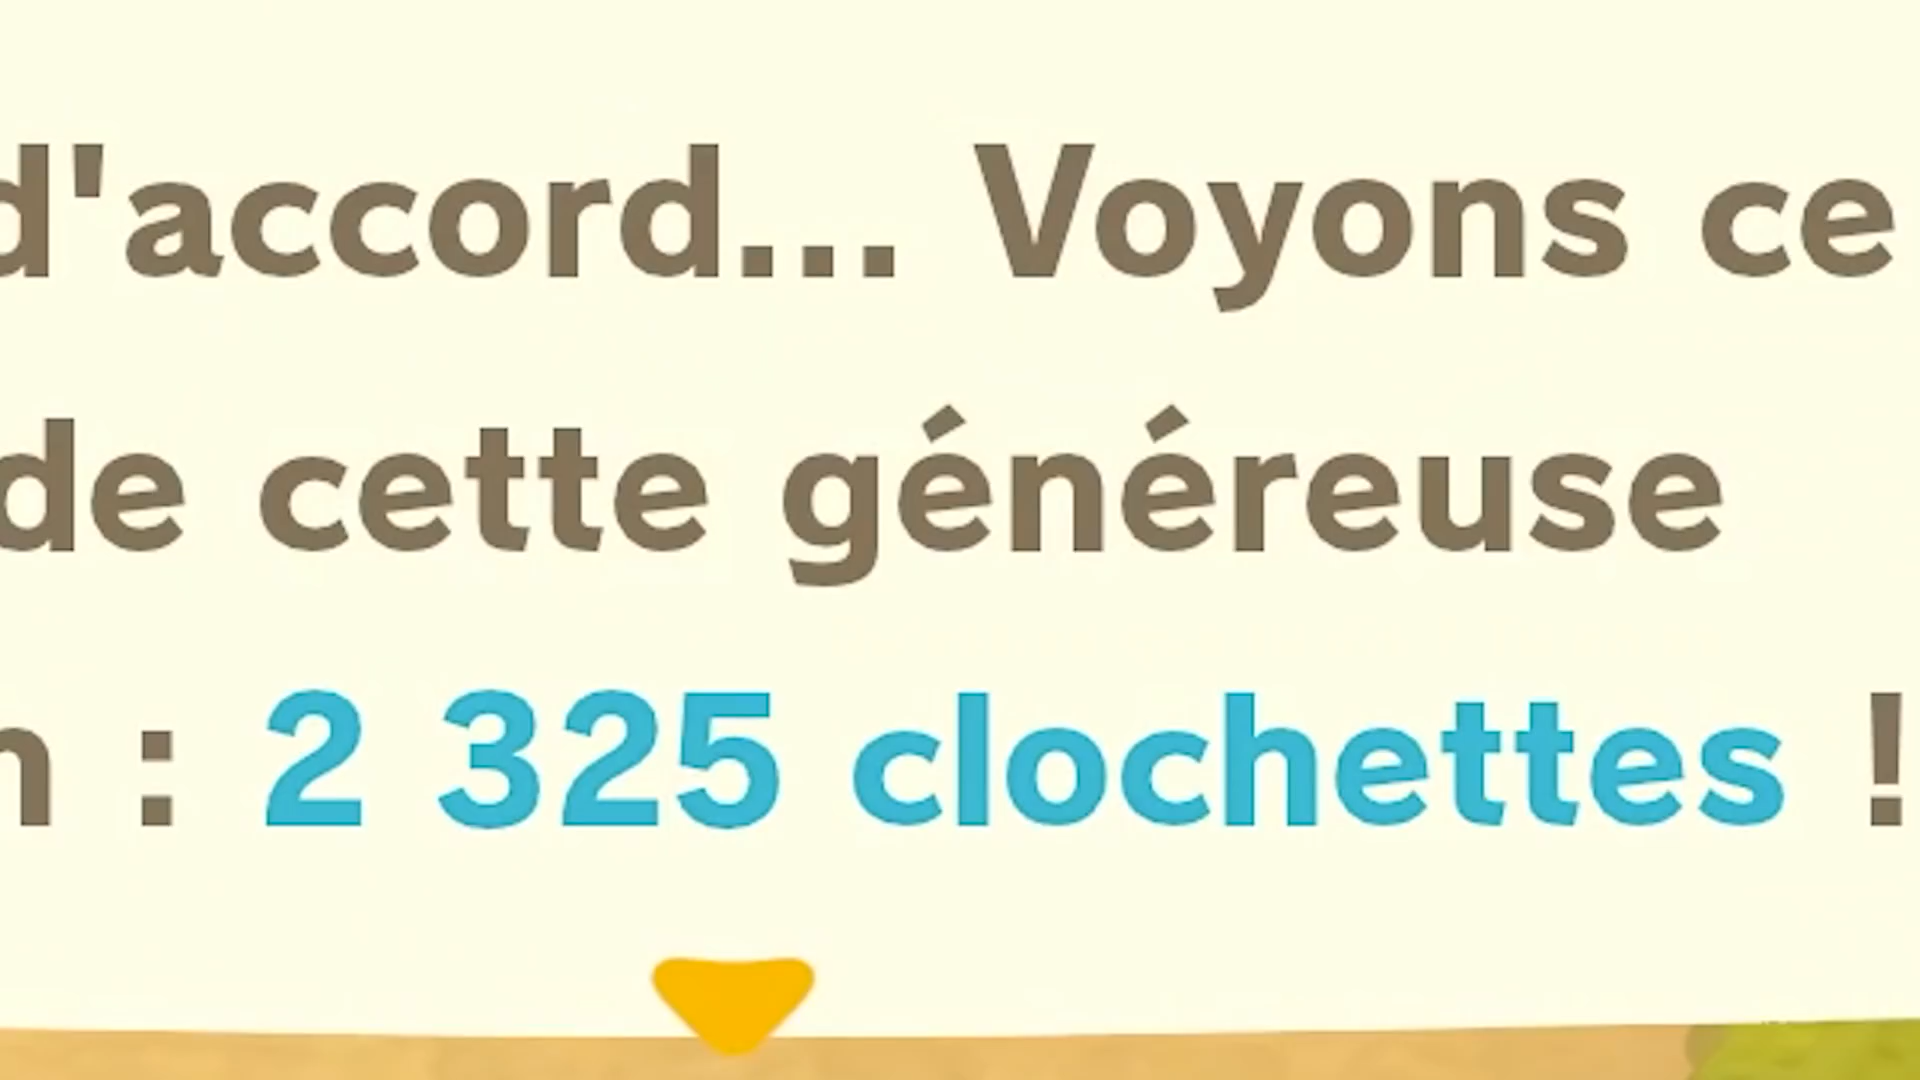 d'accord... Voyons ce
de cette généreuse
n : 2 325 clochettes !